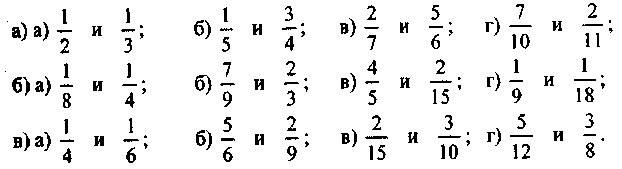 а) а) 1/2 и 1/3; б) 1/5 и 3/4; в) 2/7 и 5/6; г) 7/10 и 2/11;
б) а) 1/8 и 1/4; б) 7/9 и 2/3; в) 4/5 и 2/15; г) 1/9 и 1/18;
в) а) 1/4 и 1/6; б) 5/6 и 2/9; в) 2/15 и 3/10; г) 5/12 и 3/8.